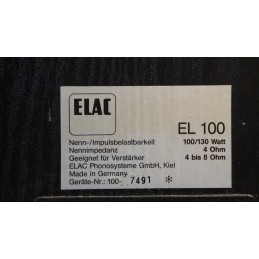 ELAC
EL 100
Nenn-/Impulsbelastbarkeit 100/130 Watt
Nennimpedanz 4 Ohm
Geeignet für Verstärker 4 bis 8 Ohm
ELAC Phonosysteme GmbH, Kiel
Made in Germany
Geräte-Nr.: 100- 7491 *